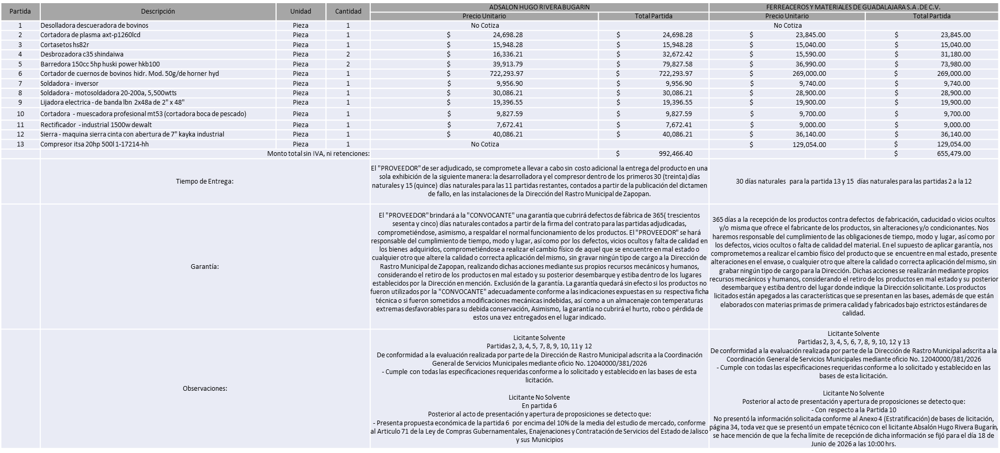 Partida Descripción Unidad Cantidad ADSALON HUGO RIVERA BUGARIN FERREACEROS Y MATERIALES DE GUADALAJARA S.A .DE C.V.
Precio Unitario Total Partida Precio Unitario Total Partida
1 Desolladora descueradora de bovinos Pieza 1 No Cotiza No Cotiza
2 Cortadora de plasma axt-p1260lcd Pieza 1 $ 24,698.28 $ 24,698.28 $ 23,845.00 $ 23,845.00
3 Cortasetos hs82r Pieza 1 $ 15,948.28 $ 15,948.28 $ 15,040.00 $ 15,040.00
4 Desbrozadora c35 shindaiwa Pieza 2 $ 16,336.21 $ 32,672.42 $ 15,590.00 $ 31,180.00
5 Barredora 150cc 5hp huski power hkb100 Pieza 2 $ 39,913.79 $ 79,827.58 $ 36,990.00 $ 73,980.00
6 Cortador de cuernos de bovinos hidr. Mod. 50g/de horner hyd Pieza 1 $ 722,293.97 $ 722,293.97 $ 269,000.00 $ 269,000.00
7 Soldadora - inversor Pieza 1 $ 9,956.90 $ 9,956.90 $ 9,740.00 $ 9,740.00
8 Soldadora - motosoldadora 20-200a, 5,500wtts Pieza 1 $ 30,086.21 $ 30,086.21 $ 28,900.00 $ 28,900.00
9 Lijadora electrica - de banda lbn 2x48a de 2" x 48" Pieza 1 $ 19,396.55 $ 19,396.55 $ 19,900.00 $ 19,900.00
10 Cortadora - muescadora profesional mt53 (cortadora boca de pescado) Pieza 1 $ 9,827.59 $ 9,827.59 $ 9,700.00 $ 9,700.00
11 Rectificador - industrial 1500w dewalt Pieza 1 $ 7,672.41 $ 7,672.41 $ 9,000.00 $ 9,000.00
12 Sierra - maquina sierra cinta con abertura de 7" kayka industrial Pieza 1 $ 40,086.21 $ 40,086.21 $ 36,140.00 $ 36,140.00
13 Compresor itsa 20hp 500l 1-17214-hh Pieza 1 No Cotiza $ 129,054.00 $ 129,054.00
Monto total sin IVA, ni retenciones: $ 992,466.40 $ 655,479.00
Tiempo de Entrega:
El "PROVEEDOR" de ser adjudicado, se compromete a llevar a cabo sin costo adicional la entrega del producto en una
sola exhibición de la siguiente manera: la desarrolladora y el compresor dentro de los primeros 30 (treinta) días
naturales y 15 (quince) días naturales para las 11 partidas restantes, contados a partir de la publicación del dictamen
de fallo, en las instalaciones de la Dirección del Rastro Municipal de Zapopan.
30 días naturales para la partida 13 y 15 días naturales para las partidas 2 a la 12
Garantía:
El "PROVEEDOR" brindará a la "CONVOCANTE" una garantía que cubrirá defectos de fábrica de 365( trescientos
sesenta y cinco) días naturales contados a partir de la firma del contrato para las partidas adjudicadas,
comprometiéndose, asimismo, a respaldar el normal funcionamiento de los productos. El "PROVEEDOR" se hará
responsable del cumplimiento de tiempo, modo y lugar, así como por los defectos, vicios ocultos y falta de calidad en
los bienes adquiridos, comprometiéndose a realizar el cambio físico de aquel que se encuentre en mal estado o
cualquier otro que altere la calidad o correcta aplicación del mismo, sin gravar ningún tipo de cargo a la Dirección de
Rastro Municipal de Zapopan, realizando dichas acciones mediante sus propios recursos mecánicos y humanos,
considerando el retiro de los productos en mal estado y su posterior desembarque y estiba dentro de los lugares
establecidos por la Dirección en mención. Exclusión de la garantía. La garantía quedará sin efecto si los productos no
fueron utilizados por la "CONVOCANTE" adecuadamente conforme a las indicaciones expuestas en su respectiva ficha
técnica o si fueron sometidos a modificaciones mecánicas indebidas, así como a un almacenaje con temperaturas
extremas desfavorables para su debida conservación, Asimismo, la garantía no cubrirá el hurto, robo o pérdida de
estos una vez entregados en el lugar indicado.
365 días a la recepción de los productos contra defectos de fabricación, caducidad o vicios ocultos
y/o misma que ofrece el fabricante de los productos, sin alteraciones y/o condicionantes. Nos
haremos responsable del cumplimiento de las obligaciones de tiempo, modo y lugar, así como por
los defectos, vicios ocultos o falta de calidad del material. En el supuesto de aplicar garantía, nos
comprometemos a realizar el cambio físico del producto que se encuentre en mal estado, presente
alteraciones en el envase, o cualquier otro que altere la calidad o correcta aplicación del mismo, sin
grabar ningún tipo de cargo para la Dirección. Dichas acciones se realizarán mediante propios
recursos mecánicos y humanos, considerando el retiro de los productos en mal estado y su posterior
desembarque y estiba dentro del lugar donde indique la Dirección solicitante. Los productos
licitados están apegados a las características que se presentan en las bases, además de que están
elaborados con materias primas de primera calidad y fabricados bajo estrictos estándares de
calidad.
Observaciones:
Licitante Solvente
Partidas 2, 3, 4, 5, 7, 8, 9, 10, 11 y 12
De conformidad a la evaluación realizada por parte de la Dirección de Rastro Municipal adscrita a la Coordinación
General de Servicios Municipales mediante oficio No. 12040000/381/2026
- Cumple con todas las especificaciones requeridas conforme a lo solicitado y establecido en las bases de esta
licitación.
Licitante No Solvente
En partida 6
Posterior al acto de presentación y apertura de proposiciones se detecto que:
- Presenta propuesta económica de la partida 6 por encima del 10% de la media del estudio de mercado, conforme
al Articulo 71 de la Ley de Compras Gubernamentales, Enajenaciones y Contratación de Servicios del Estado de Jalisco
y sus Municipios
Licitante Solvente
Partidas 2, 3, 4, 5, 6, 7, 8, 9, 10, 12 y 13
De conformidad a la evaluación realizada por parte de la Dirección de Rastro Municipal adscrita a la
Coordinación General de Servicios Municipales mediante oficio No. 12040000/381/2026
- Cumple con todas las especificaciones requeridas conforme a lo solicitado y establecido en las
bases de esta licitación.
Licitante No Solvente
Posterior al acto de presentación y apertura de proposiciones se detecto que:
- Con respecto a la Partida 10
No presentó la información solicitada conforme al Anexo 4 (Estratificación) de bases de licitación,
página 34, toda vez que se presentó un empate técnico con el licitante Absalón Hugo Rivera Bugarín,
se hace mención de que la fecha límite de recepción de dicha información se fijó para el día 18 de
Junio de 2026 a las 10:00 hrs.